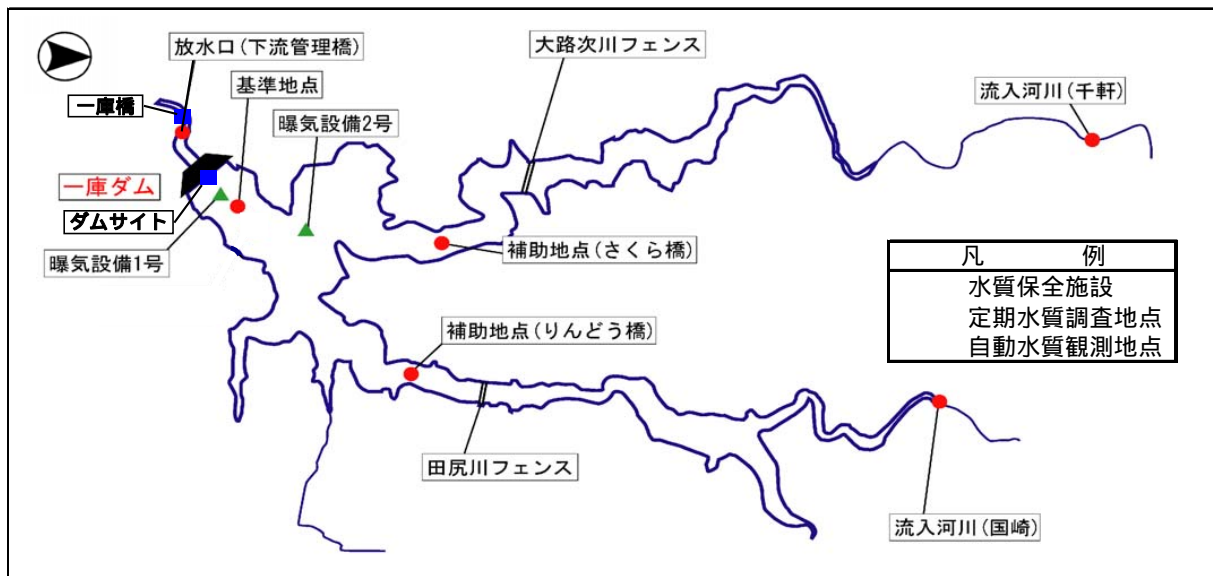 放水口(下流管理橋)
大路次川フェンス
基準地点
流入河川(千軒)
一庫橋
曝気設備2号
一庫ダム
ダムサイト
曝気設備1号
補助地点(さくら橋)
凡 例
水質保全施設
定期水質調査地点
自動水質観測地点
補助地点(りんどう橋)
田尻川フェンス
流入河川(国崎)